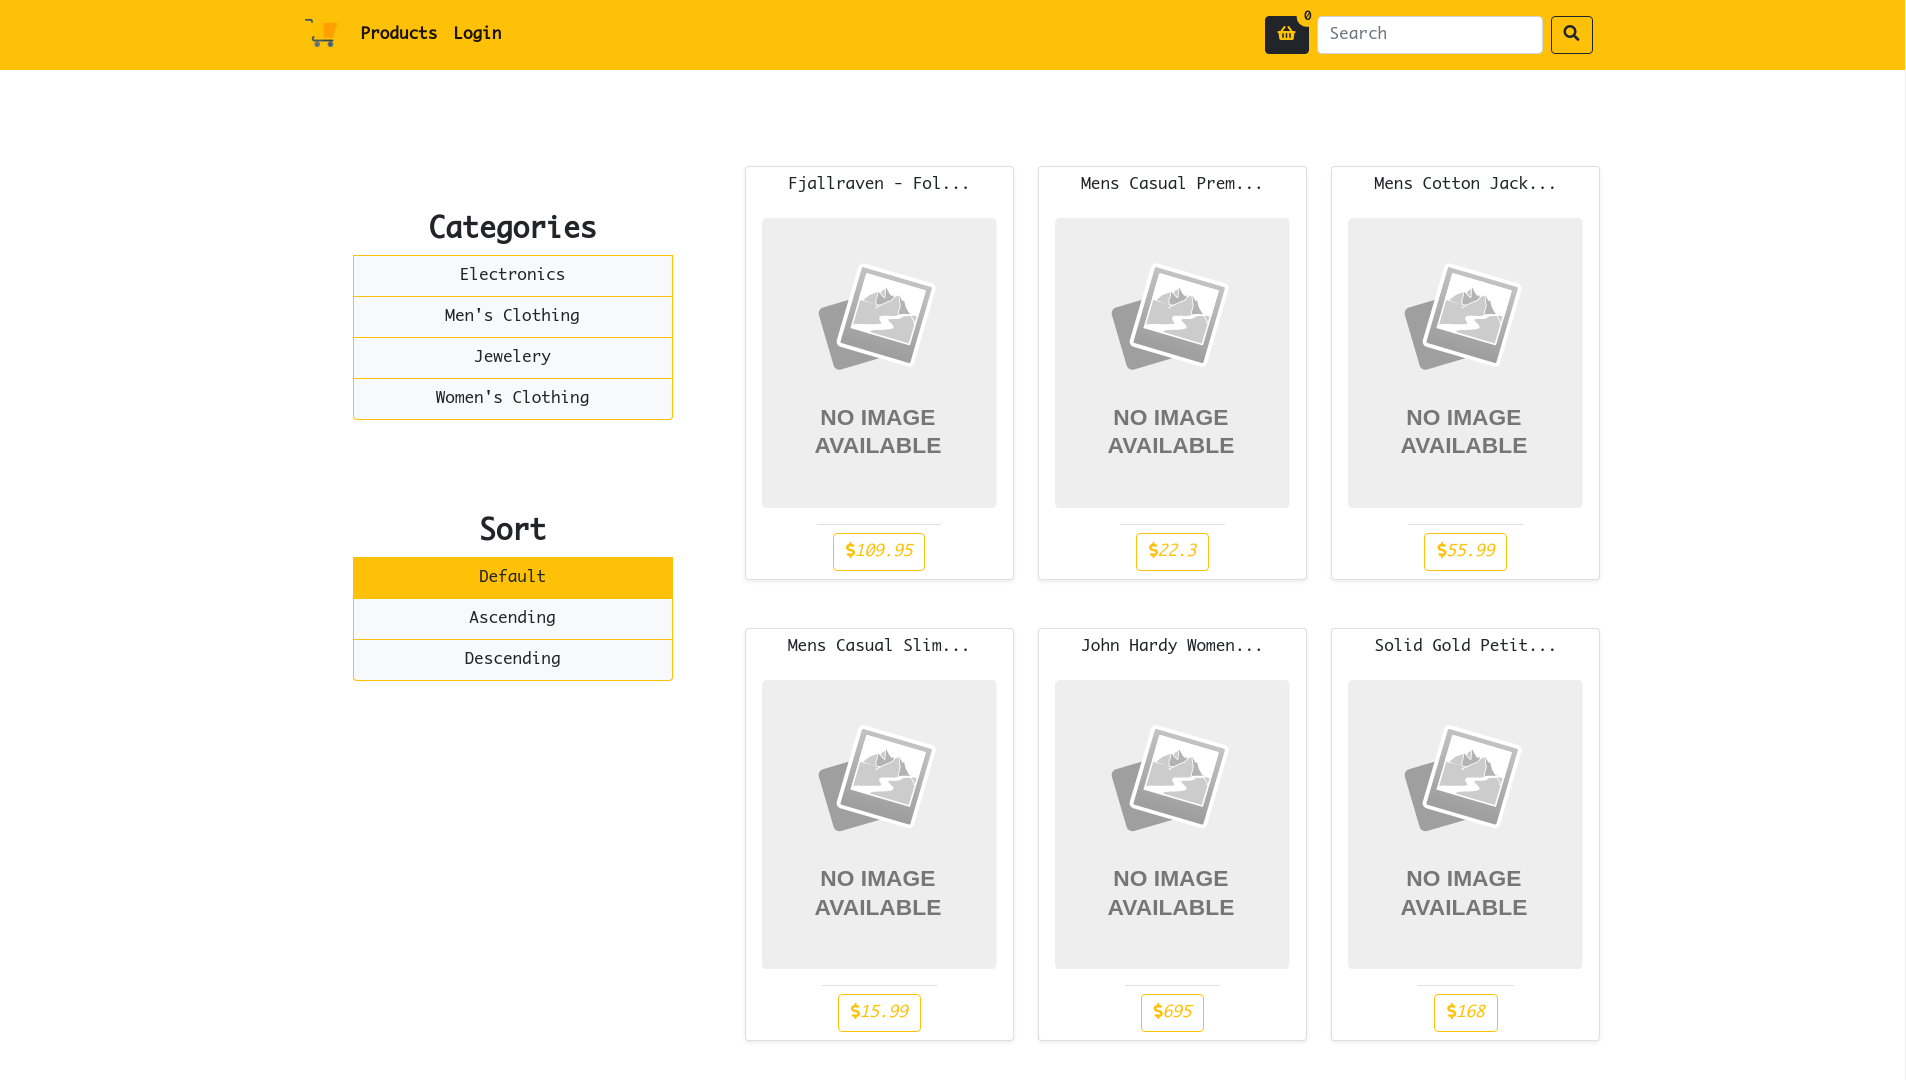 Products Login
0
Search
Categories
Electronics
Men's Clothing
Jewelery
Women's Clothing
Sort
Default
Ascending
Descending
Fjallraven - Fol...
NO IMAGE
AVAILABLE
$109.95
Mens Casual Prem...
NO IMAGE
AVAILABLE
$22.3
Mens Cotton Jack...
NO IMAGE
AVAILABLE
$55.99
Mens Casual Slim...
NO IMAGE
AVAILABLE
$15.99
John Hardy Women...
NO IMAGE
AVAILABLE
$695
Solid Gold Petit...
NO IMAGE
AVAILABLE
$168